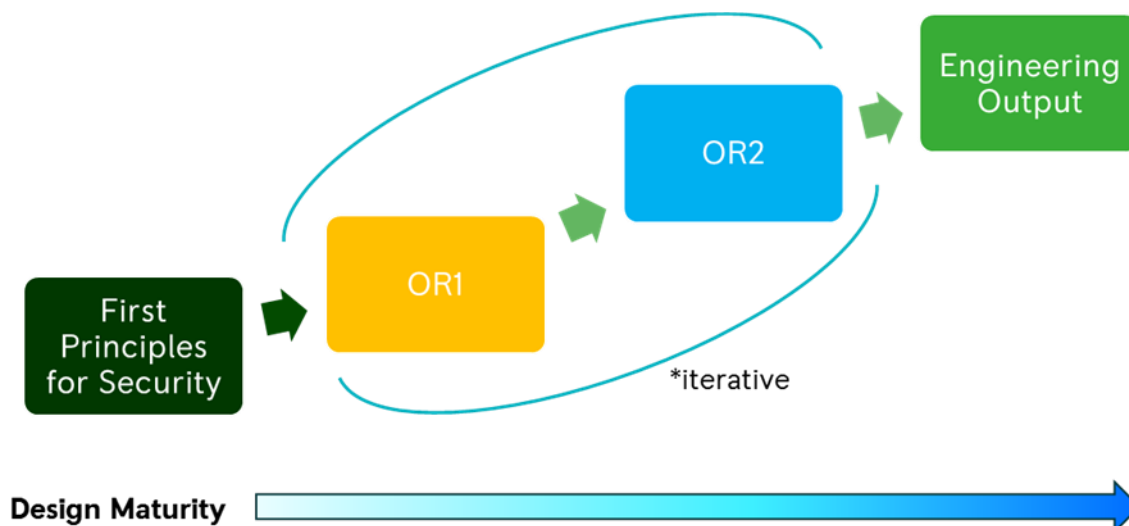 First
Principles
for Security
OR1
OR2
Engineering
Output
*iterative
Design Maturity